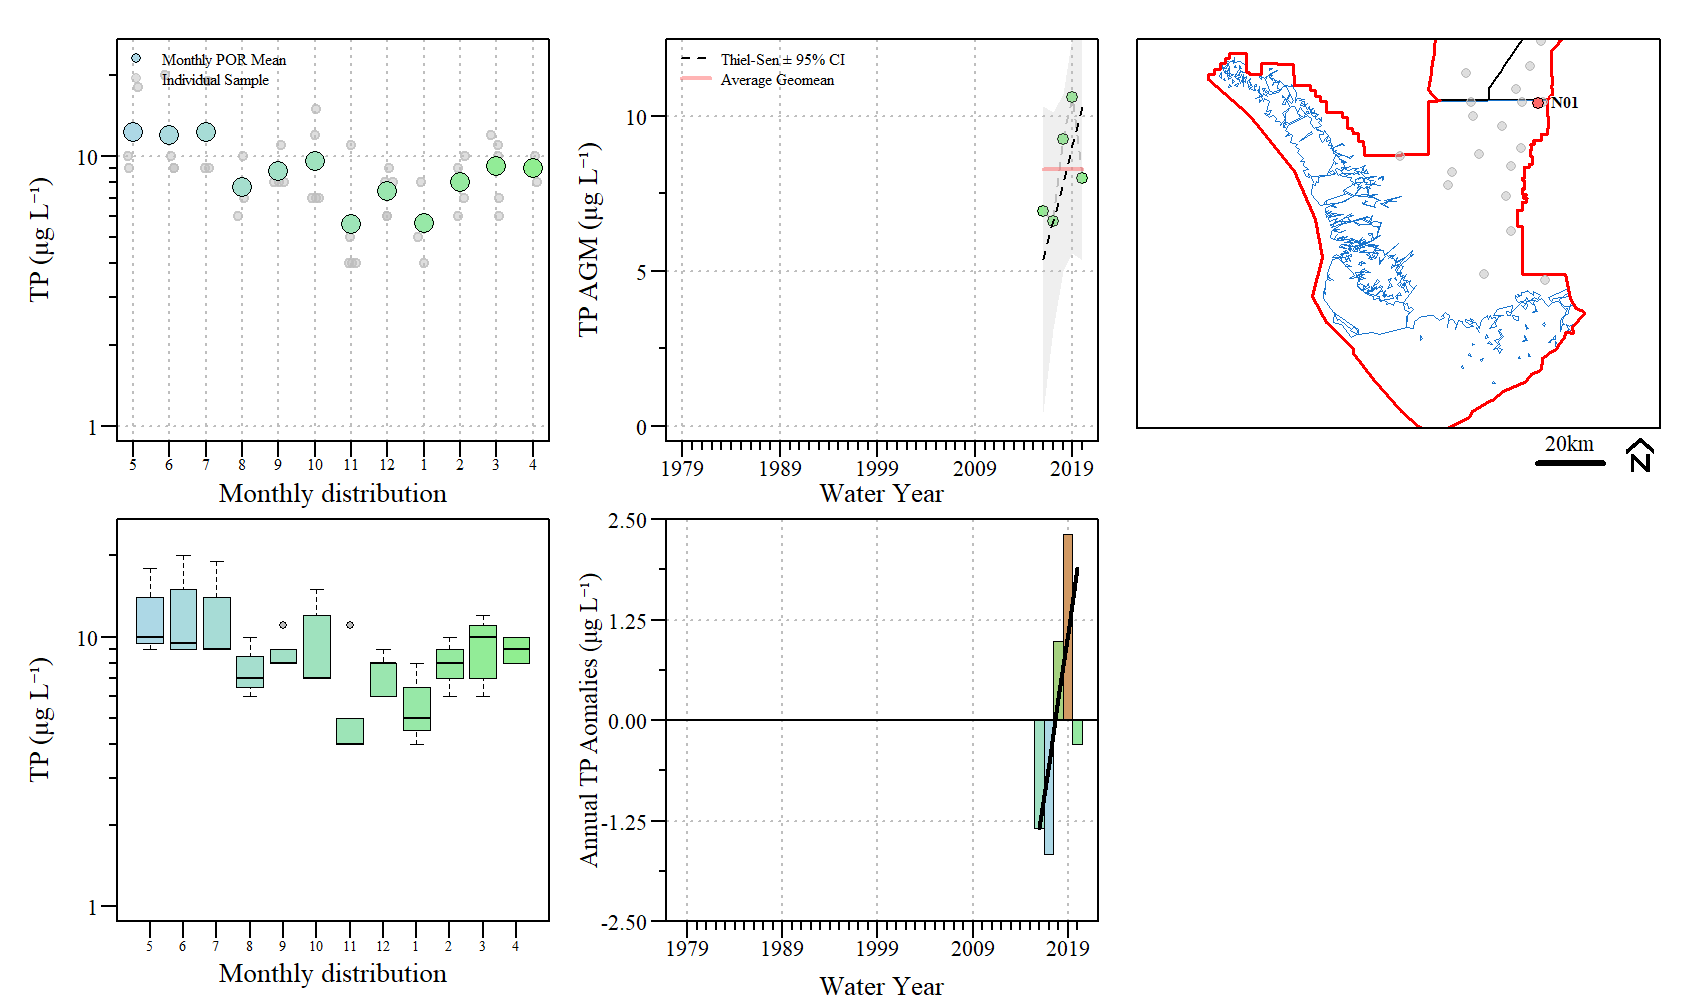 Monthly POR Mean
Individual Sample
TP (µg L⁻¹)
10
1
5 6 7 8 9 10 11 12 1 2 3 4
Monthly distribution
Thiel-Sen ± 95% CI
Average Geomean
TP AGM (µg L⁻¹)
10
5
0
1979 1989 1999 2009 2019
Water Year
N01
20km
N
TP (µg L⁻¹)
10
1
5 6 7 8 9 10 11 12 1 2 3 4
Monthly distribution
Annual TP Aomalies (µg L⁻¹)
2.50
1.25
0.00
-1.25
-2.50
1979 1989 1999 2009 2019
Water Year